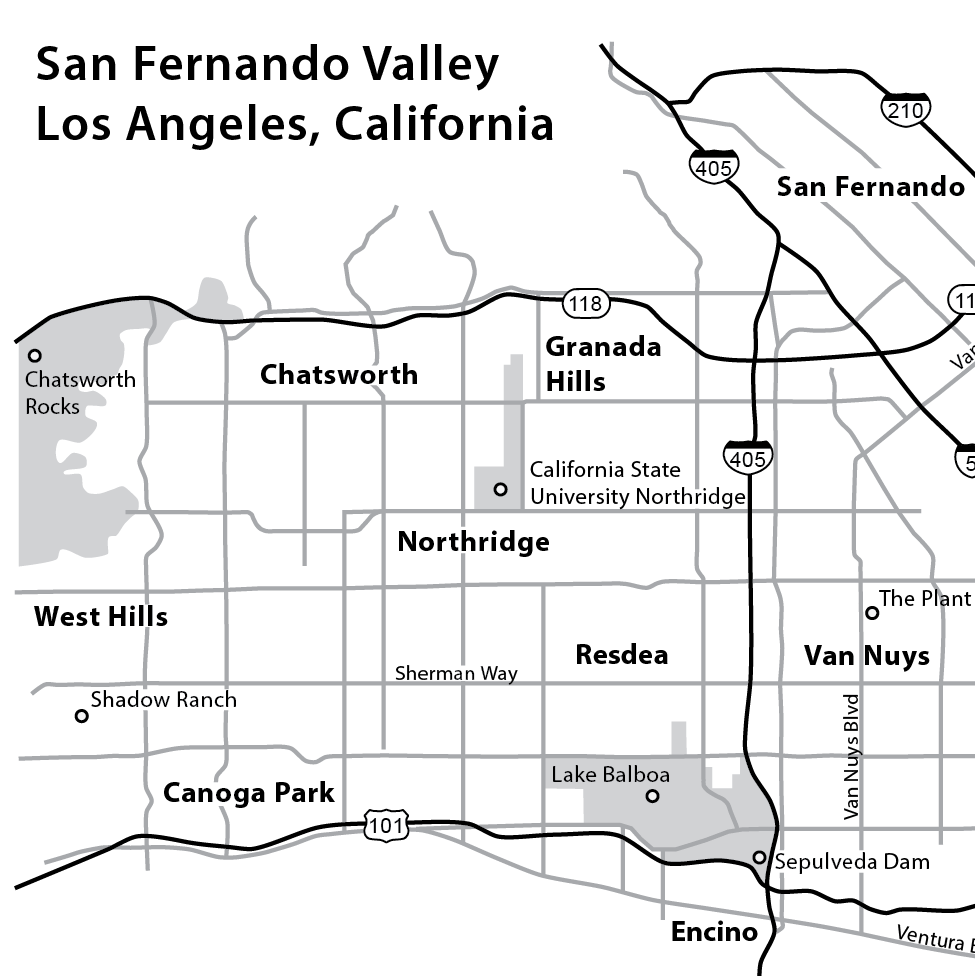 San Fernando Valley
Los Angeles, California
210
405
San Fernando
118
11
Granada
Hills
Van
Chatsworth
Rocks
Chatsworth
405
5
California State
University Northridge
Northridge
The Plant
West Hills
Resdea
Van Nuys
Sherman Way
Shadow Ranch
Van Nuys Blvd
Lake Balboa
Canoga Park
101
Sepulveda Dam
Encino
Ventura B